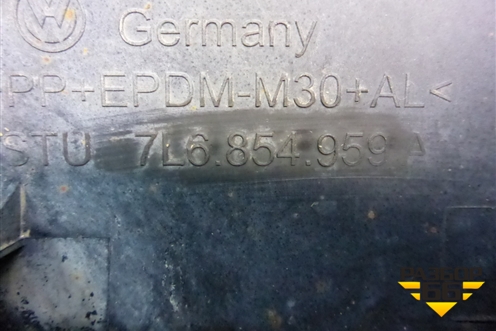 Germany
PP+EPDM-M30+AL<
STU 7L6.854.959 A